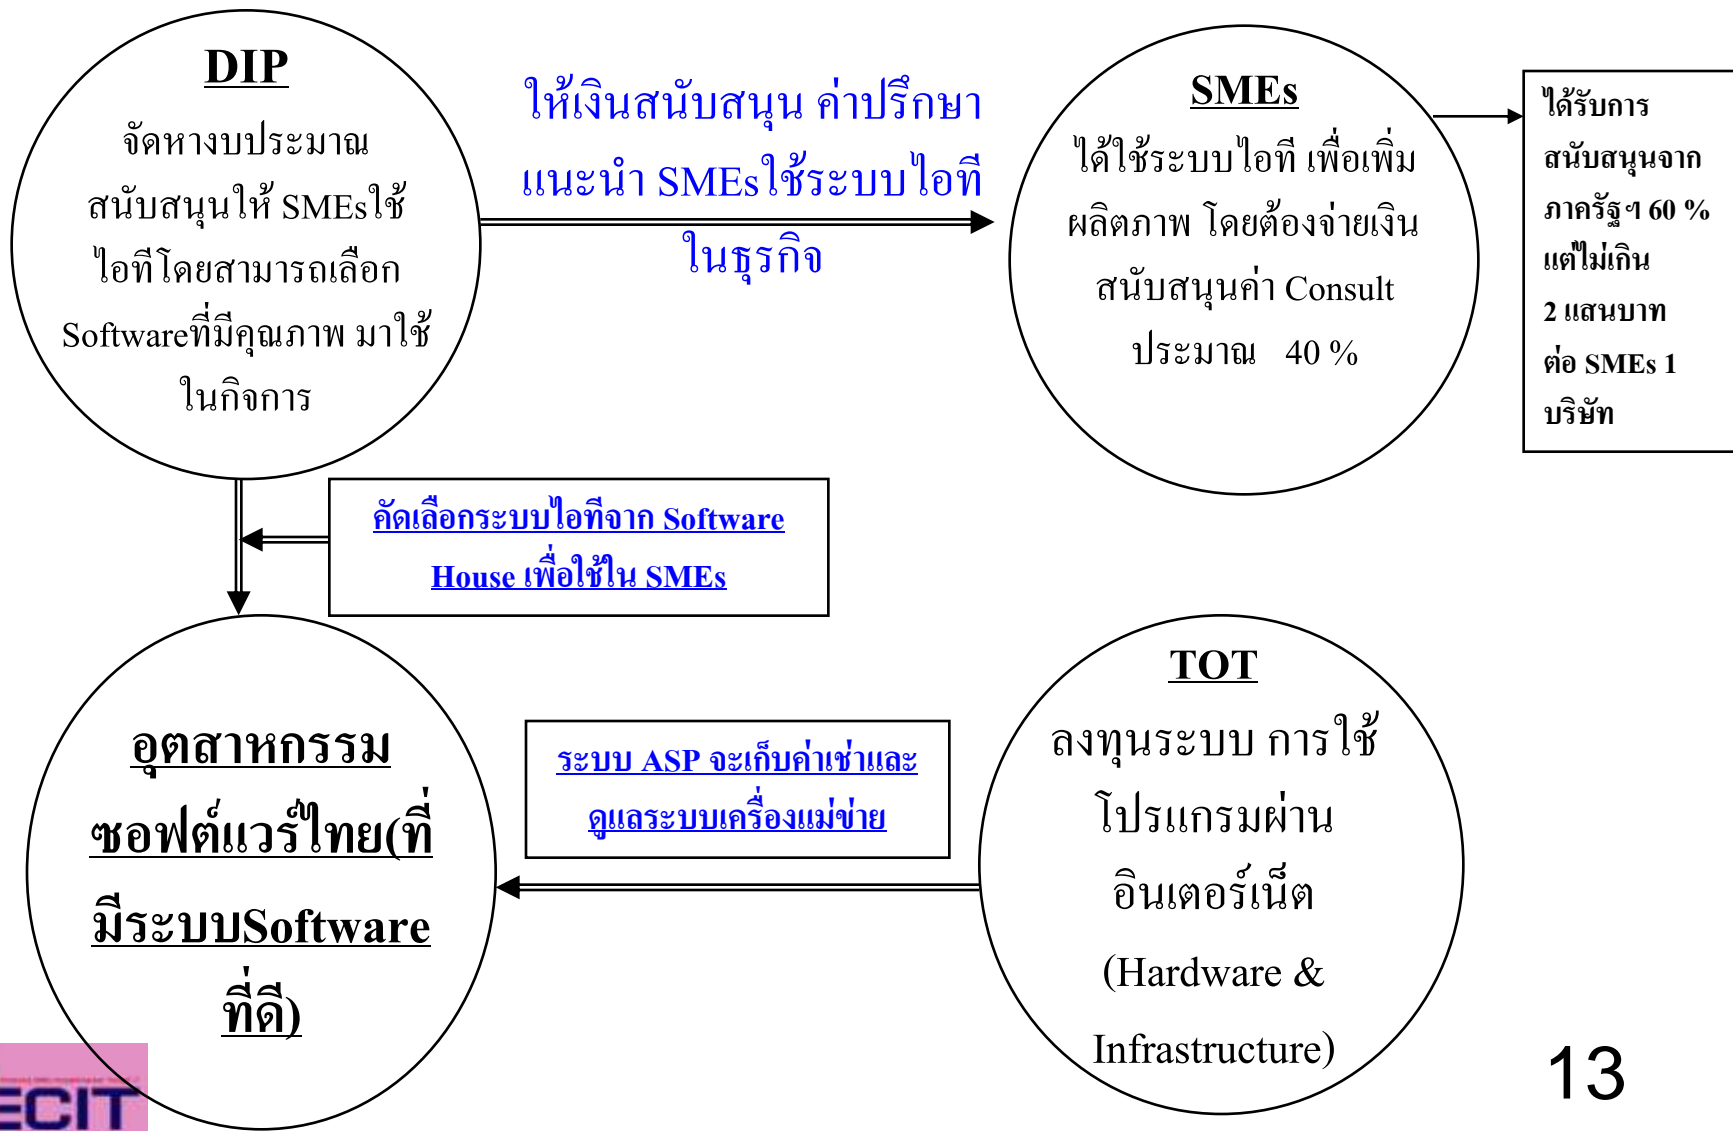 DIP
จัดหางบประมาณ
สนับสนุนให้ SMEsใช้
ไอทีโดยสามารถเลือก
Softwareที่มีคุณภาพ มาใช้
ในกิจการ
ให้เงินสนับสนุน ค่าปรึกษา
แนะนำ SMEsใช้ระบบไอที
ในธุรกิจ
SMEs
ได้ใช้ระบบไอที เพื่อเพิ่ม
ผลิตภาพ โดยต้องจ่ายเงิน
สนับสนุนค่า Consult
ประมาณ 40 %
ได้รับการ
สนับสนุนจาก
ภาครัฐฯ 60 %
แต่ไม่เกิน
2 แสนบาท
ต่อ SMEs 1
บริษัท
คัดเลือกระบบไอทีจาก Software
House เพื่อใช้ใน SMEs
อุตสาหกรรม
ซอฟต์แวร์ไทย(ที่
มีระบบSoftware
ที่ดี)
ระบบ ASP จะเก็บค่าเช่าและ
ดูแลระบบเครื่องแม่ข่าย
TOT
ลงทุนระบบ การใช้
โปรแกรมผ่าน
อินเตอร์เน็ต
(Hardware &
Infrastructure)
ECIT
13